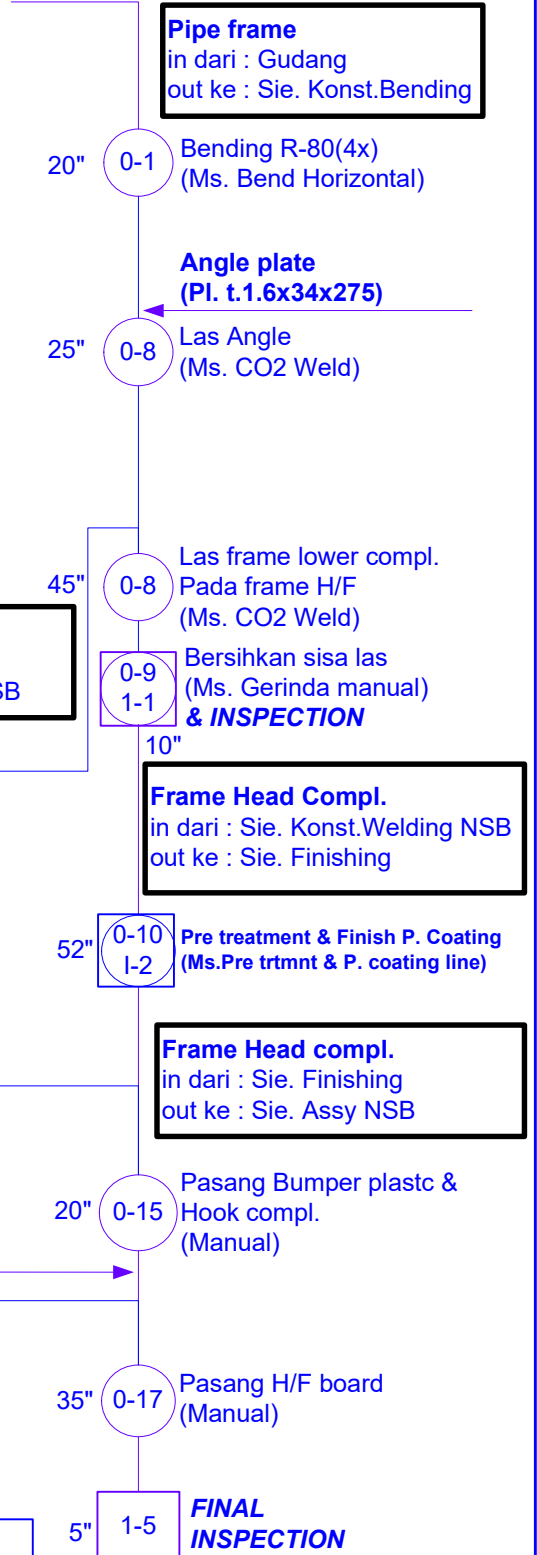 Pipe frame
in dari : Gudang
out ke : Sie. Konst.Bending
20"
0-1
Bending R-80(4x)
(Ms. Bend Horizontal)
Angle plate
(Pl. t.1.6x34x275)
25"
0-8
Las Angle
(Ms. CO2 Weld)
45"
0-8
Las frame lower compl.
Pada frame H/F
(Ms. CO2 Weld)
SB
0-9
1-1
Bersihkan sisa las
(Ms. Gerinda manual)
& INSPECTION
10"
Frame Head Compl.
in dari : Sie. Konst.Welding NSB
out ke : Sie. Finishing
52"
0-10
I-2
Pre treatment & Finish P. Coating
(Ms.Pre trtmnt & P. coating line)
Frame Head compl.
in dari : Sie. Finishing
out ke : Sie. Assy NSB
20"
0-15
Pasang Bumper plastc &
Hook compl.
(Manual)
35"
0-17
Pasang H/F board
(Manual)
5"
1-5
FINAL
INSPECTION